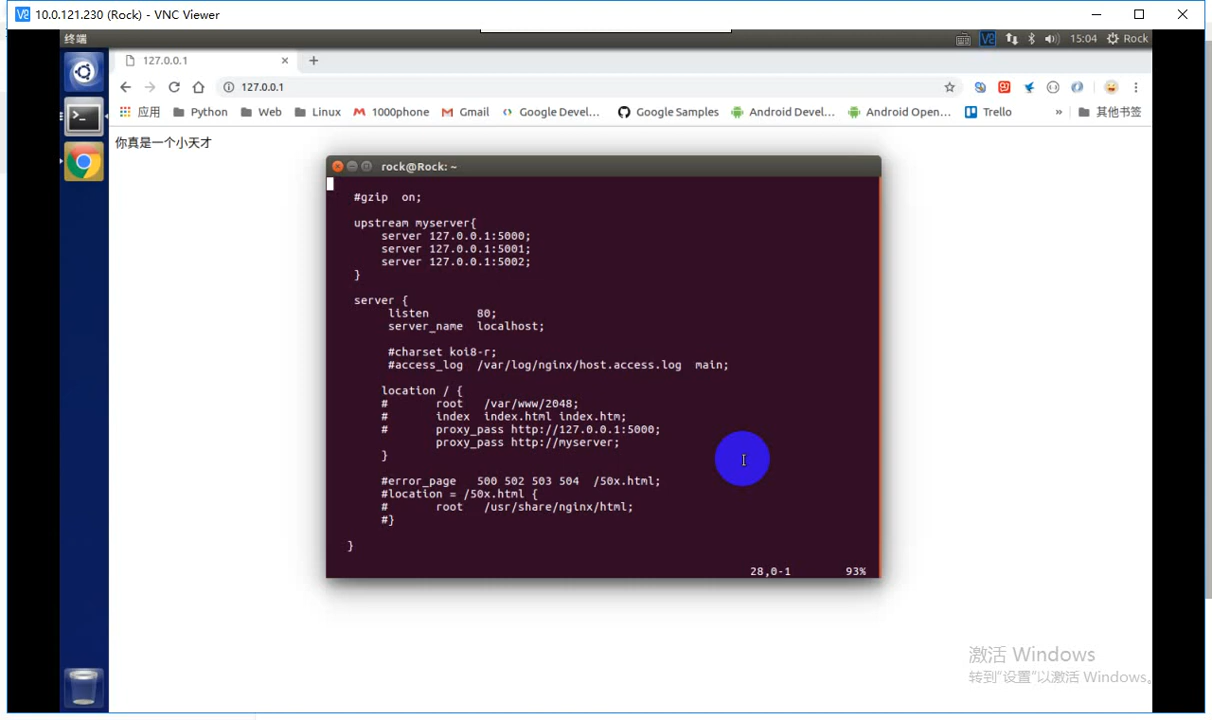 10.0.121.230 (Rock) - VNC Viewer
终端
15:04
Rock
127.0.0.1
127.0.0.1
应用 Python Web Linux 1000phone Gmail Google Devel... Google Samples Android Devel... Android Open... Trello » 其他书签
你真是一个小天才
rock@Rock: ~
#gzip  on;
upstream myserver{
server 127.0.0.1:5000;
server 127.0.0.1:5001;
server 127.0.0.1:5002;
}
server {
listen       80;
server_name  localhost;
#charset koi8-r;
#access_log  /var/log/nginx/host.access.log  main;
location / {
#       root   /var/www/2048;
#       index  index.html index.htm;
#       proxy_pass http://127.0.0.1:5000;
proxy_pass http://myserver;
}
#error_page   500 502 503 504  /50x.html;
#location = /50x.html {
#       root   /usr/share/nginx/html;
#}
}
28,0-1        93%
激活 Windows
转到"设置"以激活 Windows。